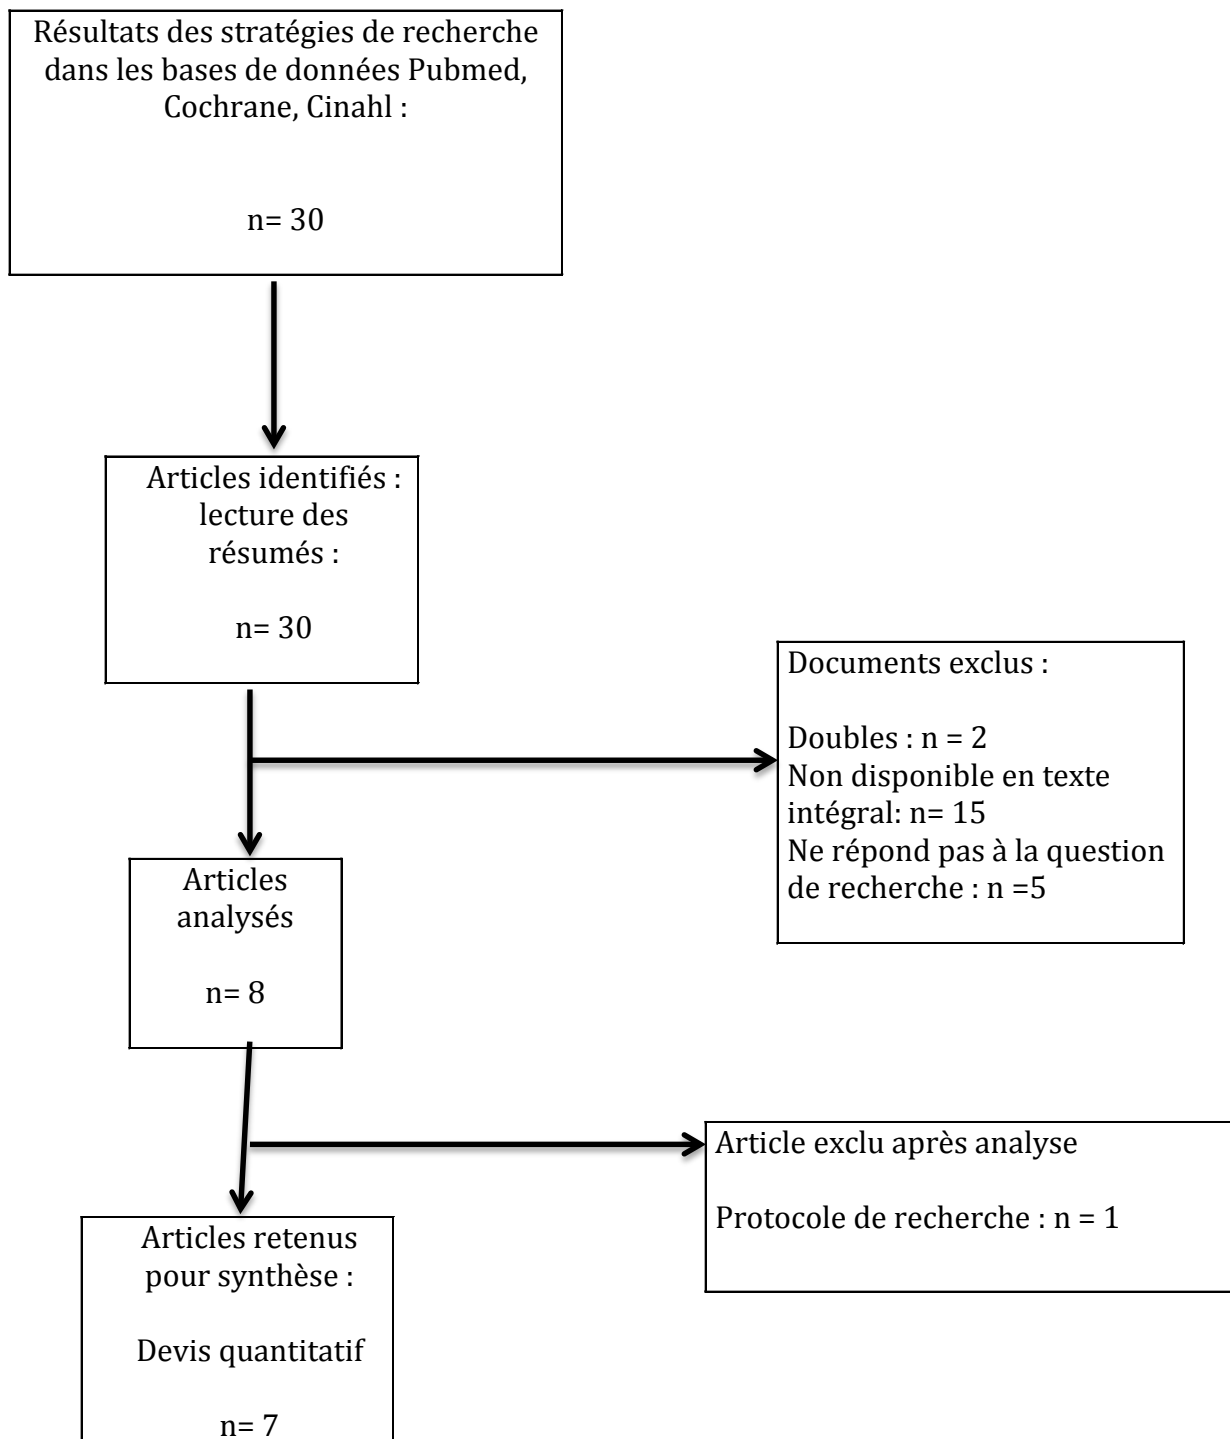 Résultats des stratégies de recherche
dans les bases de données Pubmed,
Cochrane, Cinahl :
n= 30
Articles identifiés :
lecture des
résumés :
n= 30
Documents exclus :
Doubles : n = 2
Non disponible en texte
intégral: n= 15
Ne répond pas à la question
de recherche : n =5
Articles
analysés
n= 8
Article exclu après analyse
Protocole de recherche : n = 1
Articles retenus
pour synthèse :
Devis quantitatif
n= 7